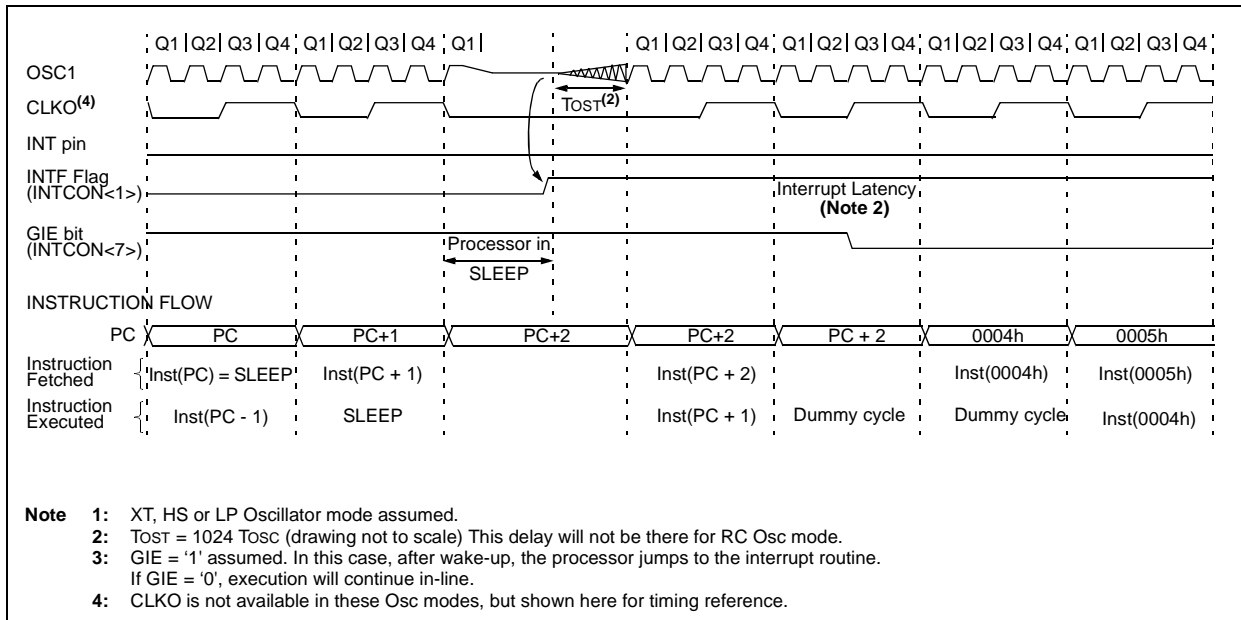 Q1 Q2 Q3 Q4 Q1 Q2 Q3 Q4 Q1 Q1 Q2 Q3 Q4 Q1 Q2 Q3 Q4 Q1 Q2 Q3 Q4 Q1 Q2 Q3 Q4
OSC1
TOST(2)
CLKO(4)
INT pin
INTF Flag
(INTCON<1>)
Interrupt Latency
(Note 2)
GIE bit
(INTCON<7>)
Processor in
SLEEP
INSTRUCTION FLOW
PC PC PC+1 PC+2 PC+2 PC + 2 0004h 0005h
Instruction
Fetched
Inst(PC) = SLEEP Inst(PC + 1) Inst(PC + 2) Inst(0004h) Inst(0005h)
Instruction
Executed
Inst(PC - 1) SLEEP Inst(PC + 1) Dummy cycle Dummy cycle Inst(0004h)
Note 1: XT, HS or LP Oscillator mode assumed.
2: TOST = 1024 TOSC (drawing not to scale) This delay will not be there for RC Osc mode.
3: GIE = '1' assumed. In this case, after wake-up, the processor jumps to the interrupt routine.
If GIE = '0', execution will continue in-line.
4: CLKO is not available in these Osc modes, but shown here for timing reference.